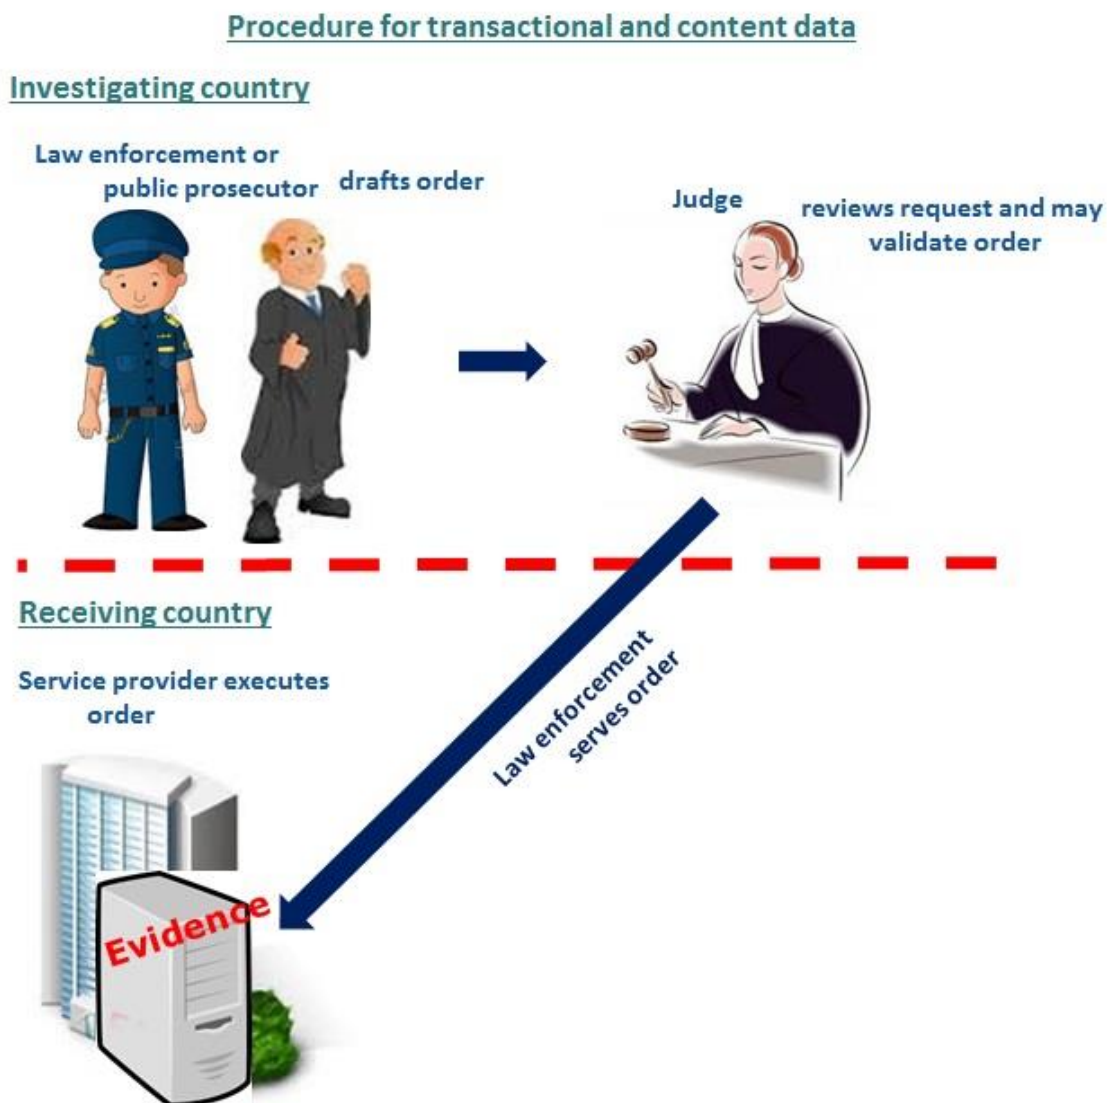 Procedure for transactional and content data
Investigating country
Law enforcement or
public prosecutor
drafts order
Judge
reviews request and may
validate order
Receiving country
Service provider executes
order
Law enforcement
serves order
Evidence